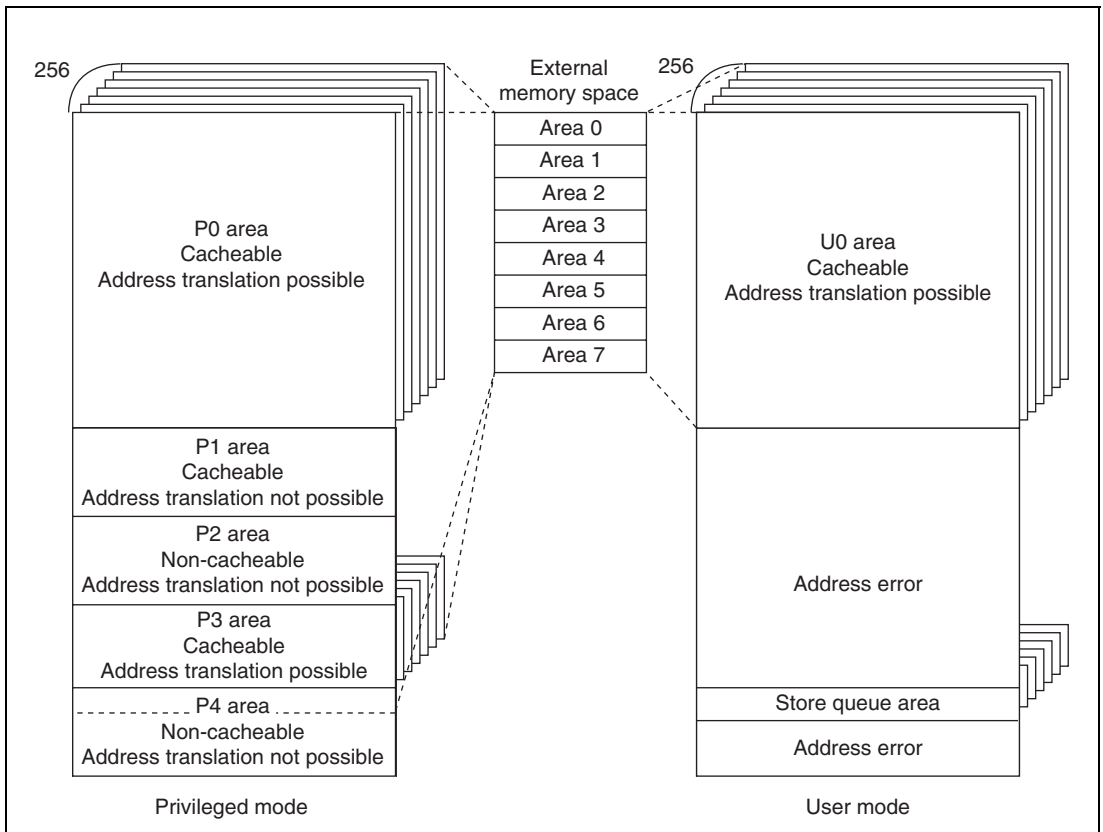 256
P0 area
Cacheable
Address translation possible
P1 area
Cacheable
Address translation not possible
P2 area
Non-cacheable
Address translation not possible
P3 area
Cacheable
Address translation possible
P4 area
Non-cacheable
Address translation not possible
Privileged mode
External
memory space
Area 0
Area 1
Area 2
Area 3
Area 4
Area 5
Area 6
Area 7
256
U0 area
Cacheable
Address translation possible
Address error
Store queue area
Address error
User mode